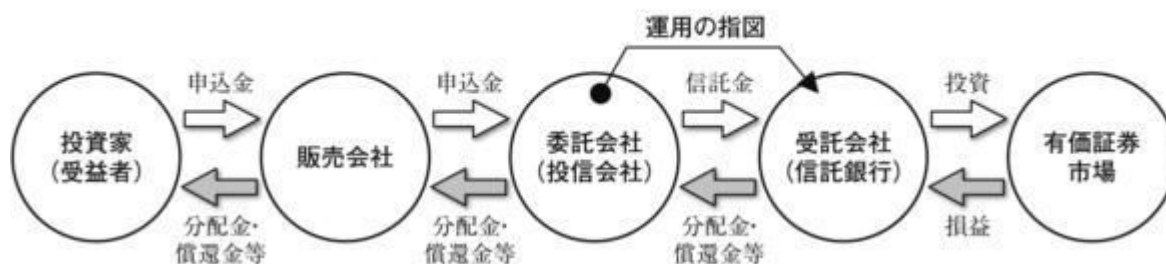 運用の指図
申込金
申込金
信託金
投資
投資家
(受益者)
販売会社
委託会社
(投信会社)
受託会社
(信託銀行)
有価証券
市場
分配金・
償還金等
分配金・
償還金等
分配金・
償還金等
損益